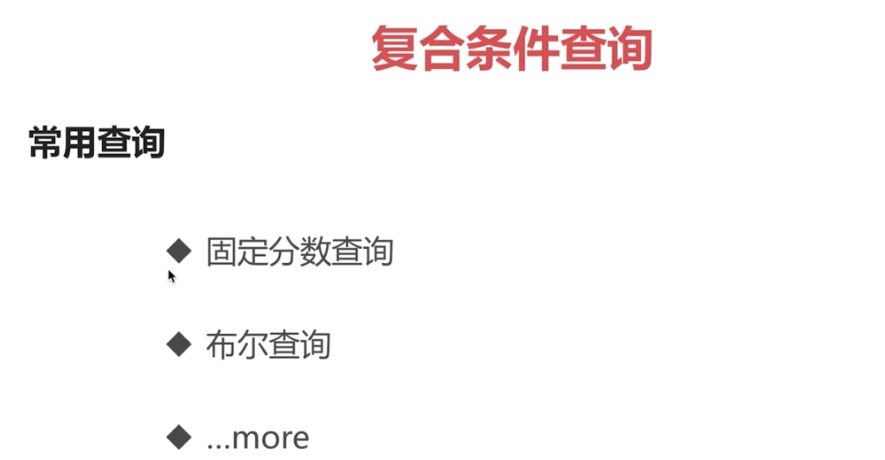 复合条件查询
常用查询
◆ 固定分数查询
◆ 布尔查询
◆ ...more